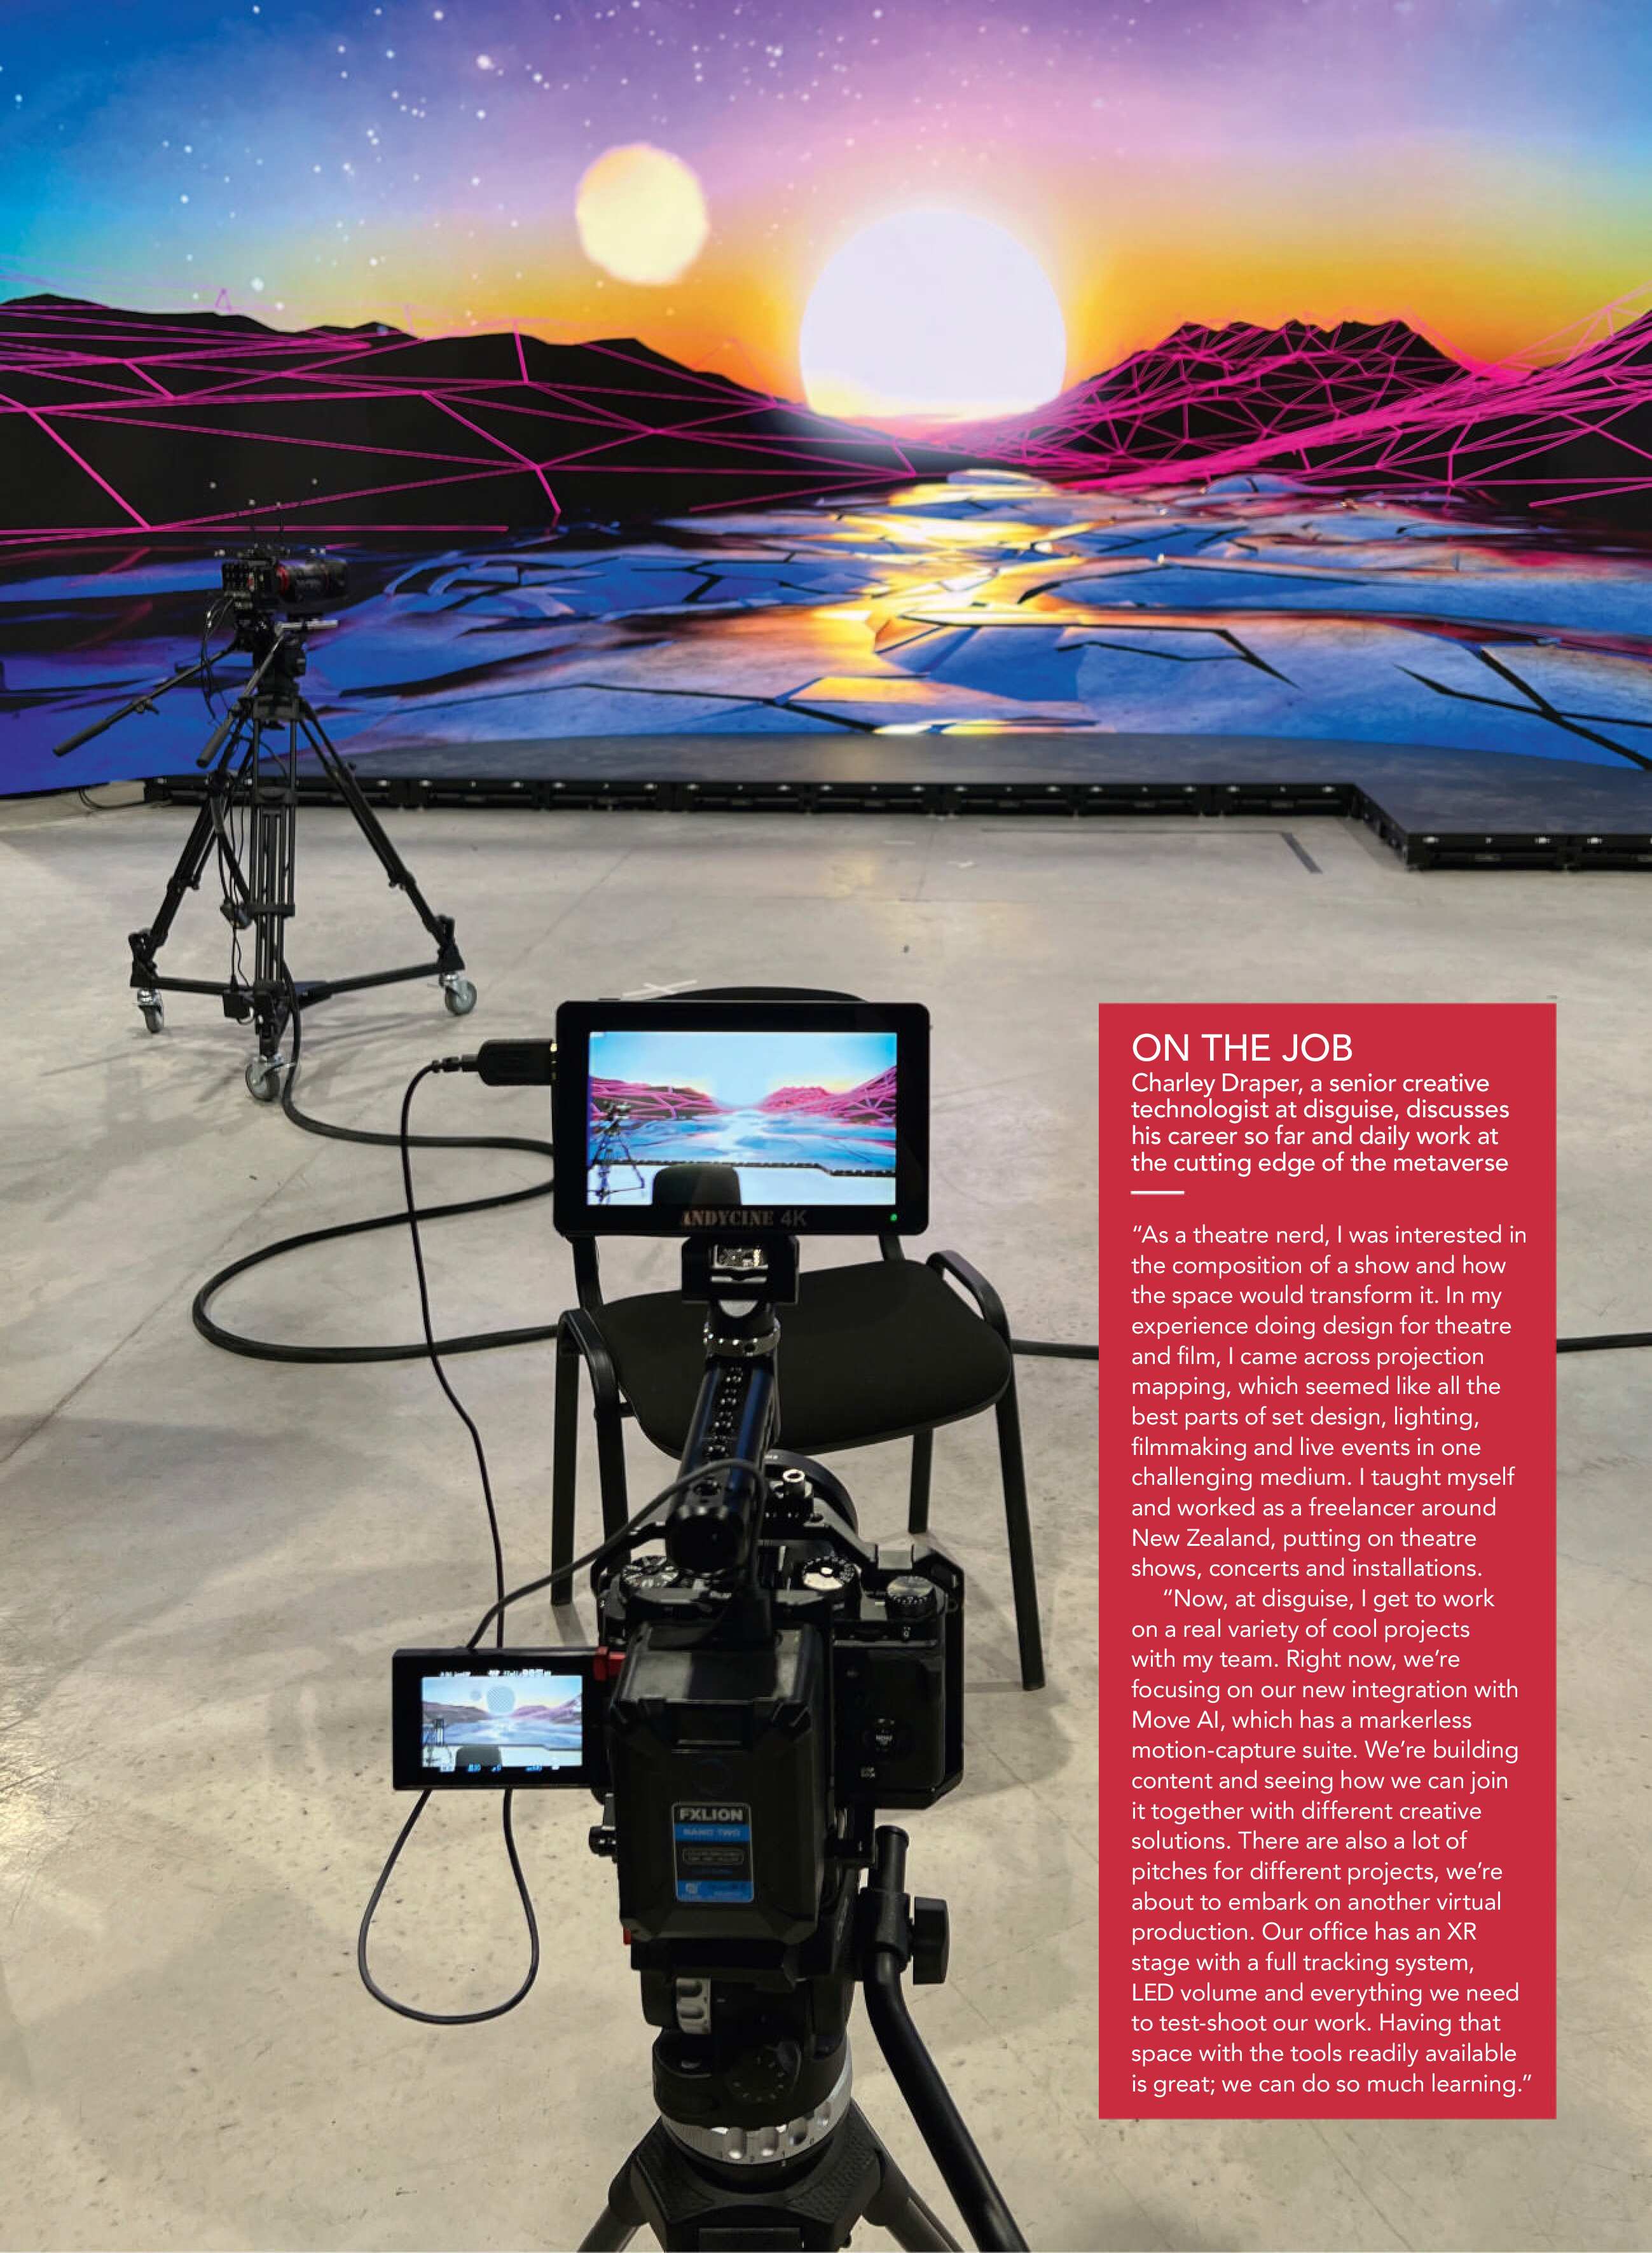 ANDYCINE 4K
FXLION
NANO TWO
ON THE JOB
Charley Draper, a senior creative
technologist at disguise, discusses
his career so far and daily work at
the cutting edge of the metaverse
“As a theatre nerd, I was interested in
the composition of a show and how
the space would transform it. In my
experience doing design for theatre
and film, I came across projection
mapping, which seemed like all the
best parts of set design, lighting,
filmmaking and live events in one
challenging medium. I taught myself
and worked as a freelancer around
New Zealand, putting on theatre
shows, concerts and installations.
“Now, at disguise, I get to work
on a real variety of cool projects
with my team. Right now, we’re
focusing on our new integration with
Move AI, which has a markerless
motion-capture suite. We’re building
content and seeing how we can join
it together with different creative
solutions. There are also a lot of
pitches for different projects, we’re
about to embark on another virtual
production. Our office has an XR
stage with a full tracking system,
LED volume and everything we need
to test-shoot our work. Having that
space with the tools readily available
is great; we can do so much learning.”